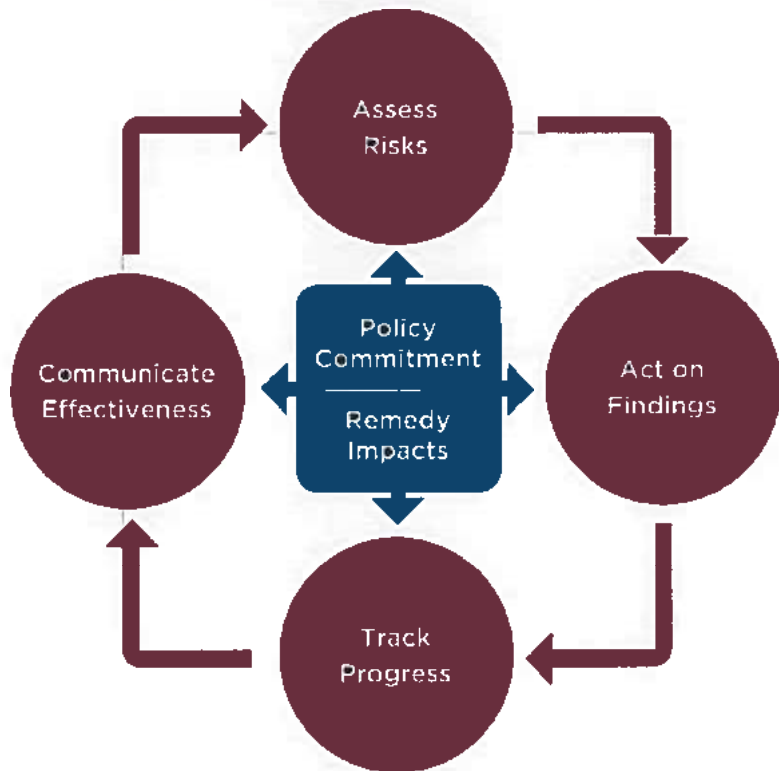 Assess
Risks
Policy
Commitment
Remedy
Impacts
Communicate
Effectiveness
Act on
Findings
Track
Progress